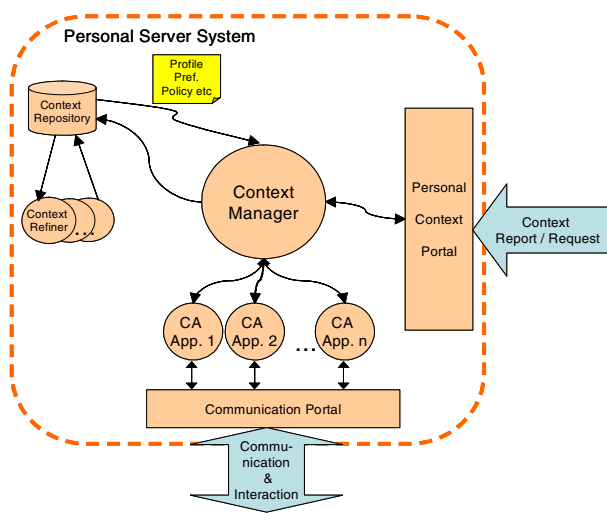 Personal Server System
Profile
Pref.
Policy etc
Context
Repository
Context
Refiner
...
Context
Manager
Personal
Context
Portal
Context
Report / Request
CA
App. 1
CA
App. 2
...
CA
App. n
Communication Portal
Commu-
nication
&
Interaction